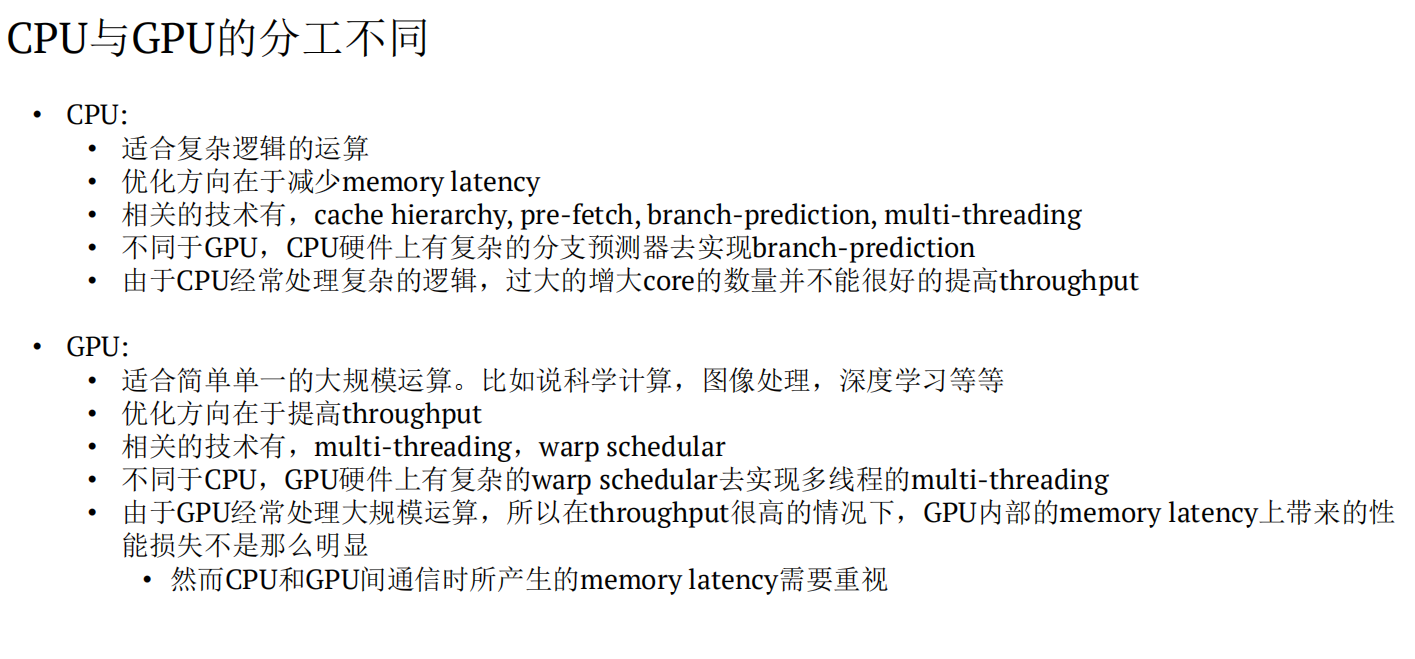 CPU与GPU的分工不同
• CPU:
• 适合复杂逻辑的运算
• 优化方向在于减少memory latency
• 相关的技术有，cache hierarchy, pre-fetch, branch-prediction, multi-threading
• 不同于GPU，CPU硬件上有复杂的分支预测器去实现branch-prediction
• 由于CPU经常处理复杂的逻辑，过大的增大core的数量并不能很好的提高throughput
• GPU:
• 适合简单单一的大规模运算。比如说科学计算，图像处理，深度学习等等
• 优化方向在于提高throughput
• 相关的技术有，multi-threading，warp schedular
• 不同于CPU，GPU硬件上有复杂的warp schedular去实现多线程的multi-threading
• 由于GPU经常处理大规模运算，所以在throughput很高的情况下，GPU内部的memory latency上带来的性
能损失不是那么明显
• 然而CPU和GPU间通信时所产生的memory latency需要重视